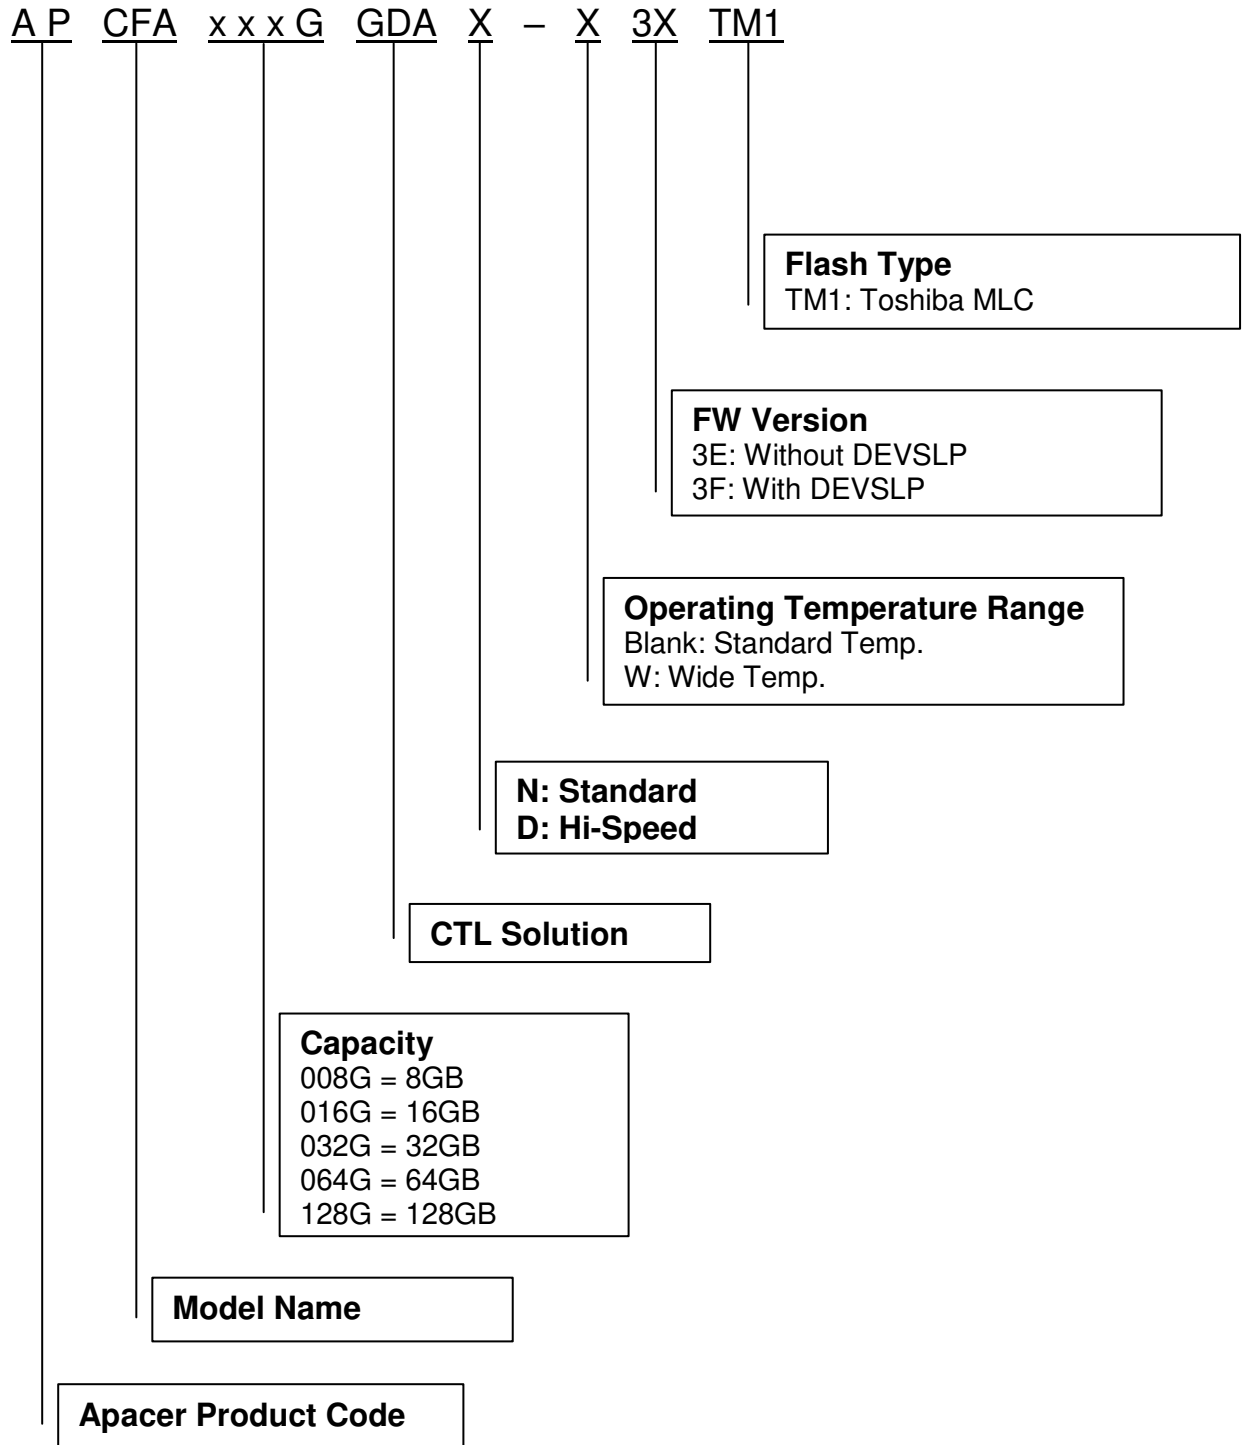 A P CFA x x x G GDA X – X 3X TM1
Flash Type
TM1: Toshiba MLC
FW Version
3E: Without DEVSLP
3F: With DEVSLP
Operating Temperature Range
Blank: Standard Temp.
W: Wide Temp.
N: Standard
D: Hi-Speed
CTL Solution
Capacity
008G = 8GB
016G = 16GB
032G = 32GB
064G = 64GB
128G = 128GB
Model Name
Apacer Product Code